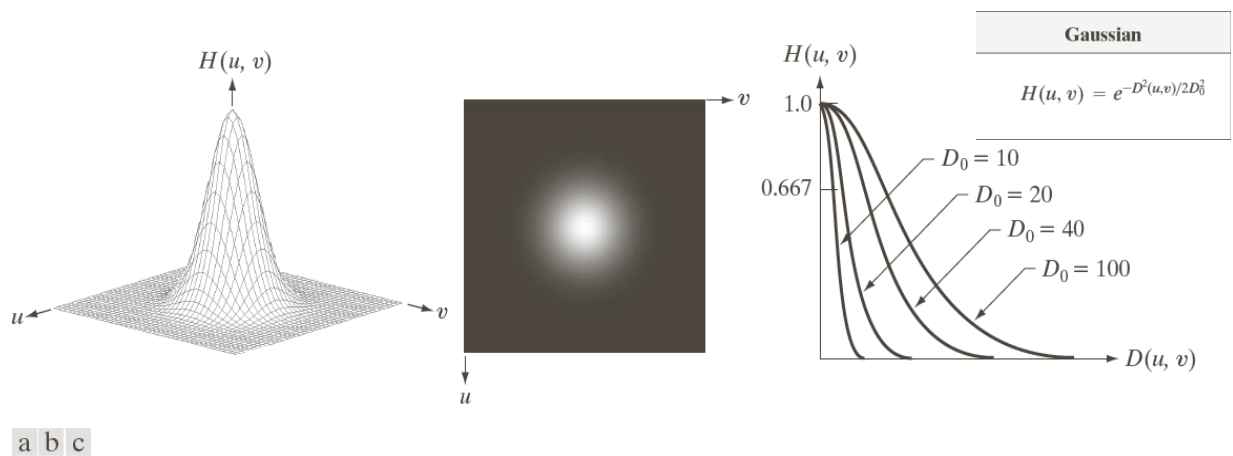 H(u, v)
u
v
v
u
H(u, v)
1.0
0.667
D₀ = 10
D₀ = 20
D₀ = 40
D₀ = 100
D(u, v)
Gaussian
H(u, v) = e^{-D²(u,v)/2D₀²}
a b c